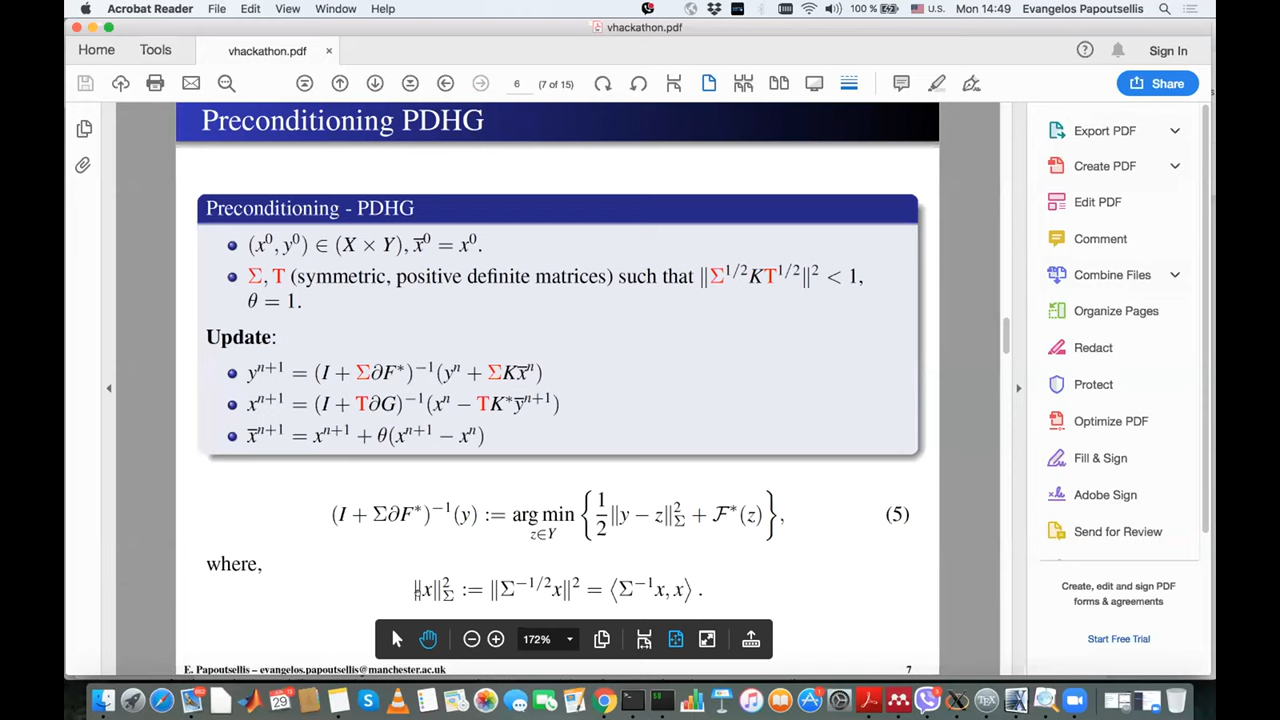 Acrobat Reader File Edit View Window Help 100 % U.S. Mon 14:49 Evangelos Papoutsellis
vhackathon.pdf
Home Tools vhackathon.pdf × Sign In
6 (7 of 15) Share
Preconditioning PDHG
Export PDF
Create PDF
Edit PDF
Comment
Combine Files
Organize Pages
Redact
Protect
Optimize PDF
Fill & Sign
Adobe Sign
Send for Review
Create, edit and sign PDF
forms & agreements
Start Free Trial
Preconditioning - PDHG
• (x⁰, y⁰) ∈ (X × Y), x̅⁰ = x⁰.
• Σ, T (symmetric, positive definite matrices) such that ‖Σ^{1/2}KT^{1/2}‖² < 1,
θ = 1.
Update:
• y^{n+1} = (I + Σ∂F*)^{−1}(y^n + ΣKx̅^n)
• x^{n+1} = (I + T∂G)^{−1}(x^n − TK*y̅^{n+1})
• x̅^{n+1} = x^{n+1} + θ(x^{n+1} − x^n)
(I + Σ∂F*)^{−1}(y) := arg min_{z∈Y} { 1/2 ‖y − z‖²_Σ + F*(z) }, (5)
where,
‖x‖²_Σ := ‖Σ^{−1/2}x‖² = ⟨Σ^{−1}x, x⟩ .
172%
E. Papoutsellis – evangelos.papoutsellis@manchester.ac.uk 7